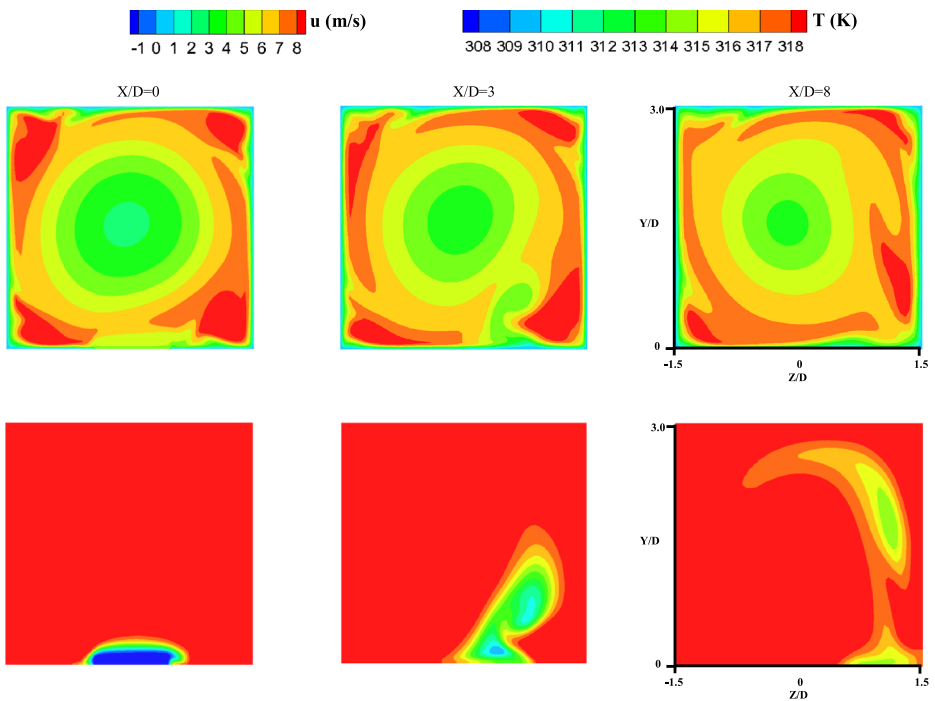 u (m/s)
-1 0 1 2 3 4 5 6 7 8
T (K)
308 309 310 311 312 313 314 315 316 317 318
X/D=0
X/D=3
X/D=8
3.0
Y/D
0
-1.5 0 1.5
Z/D
3.0
Y/D
0
-1.5 0 1.5
Z/D